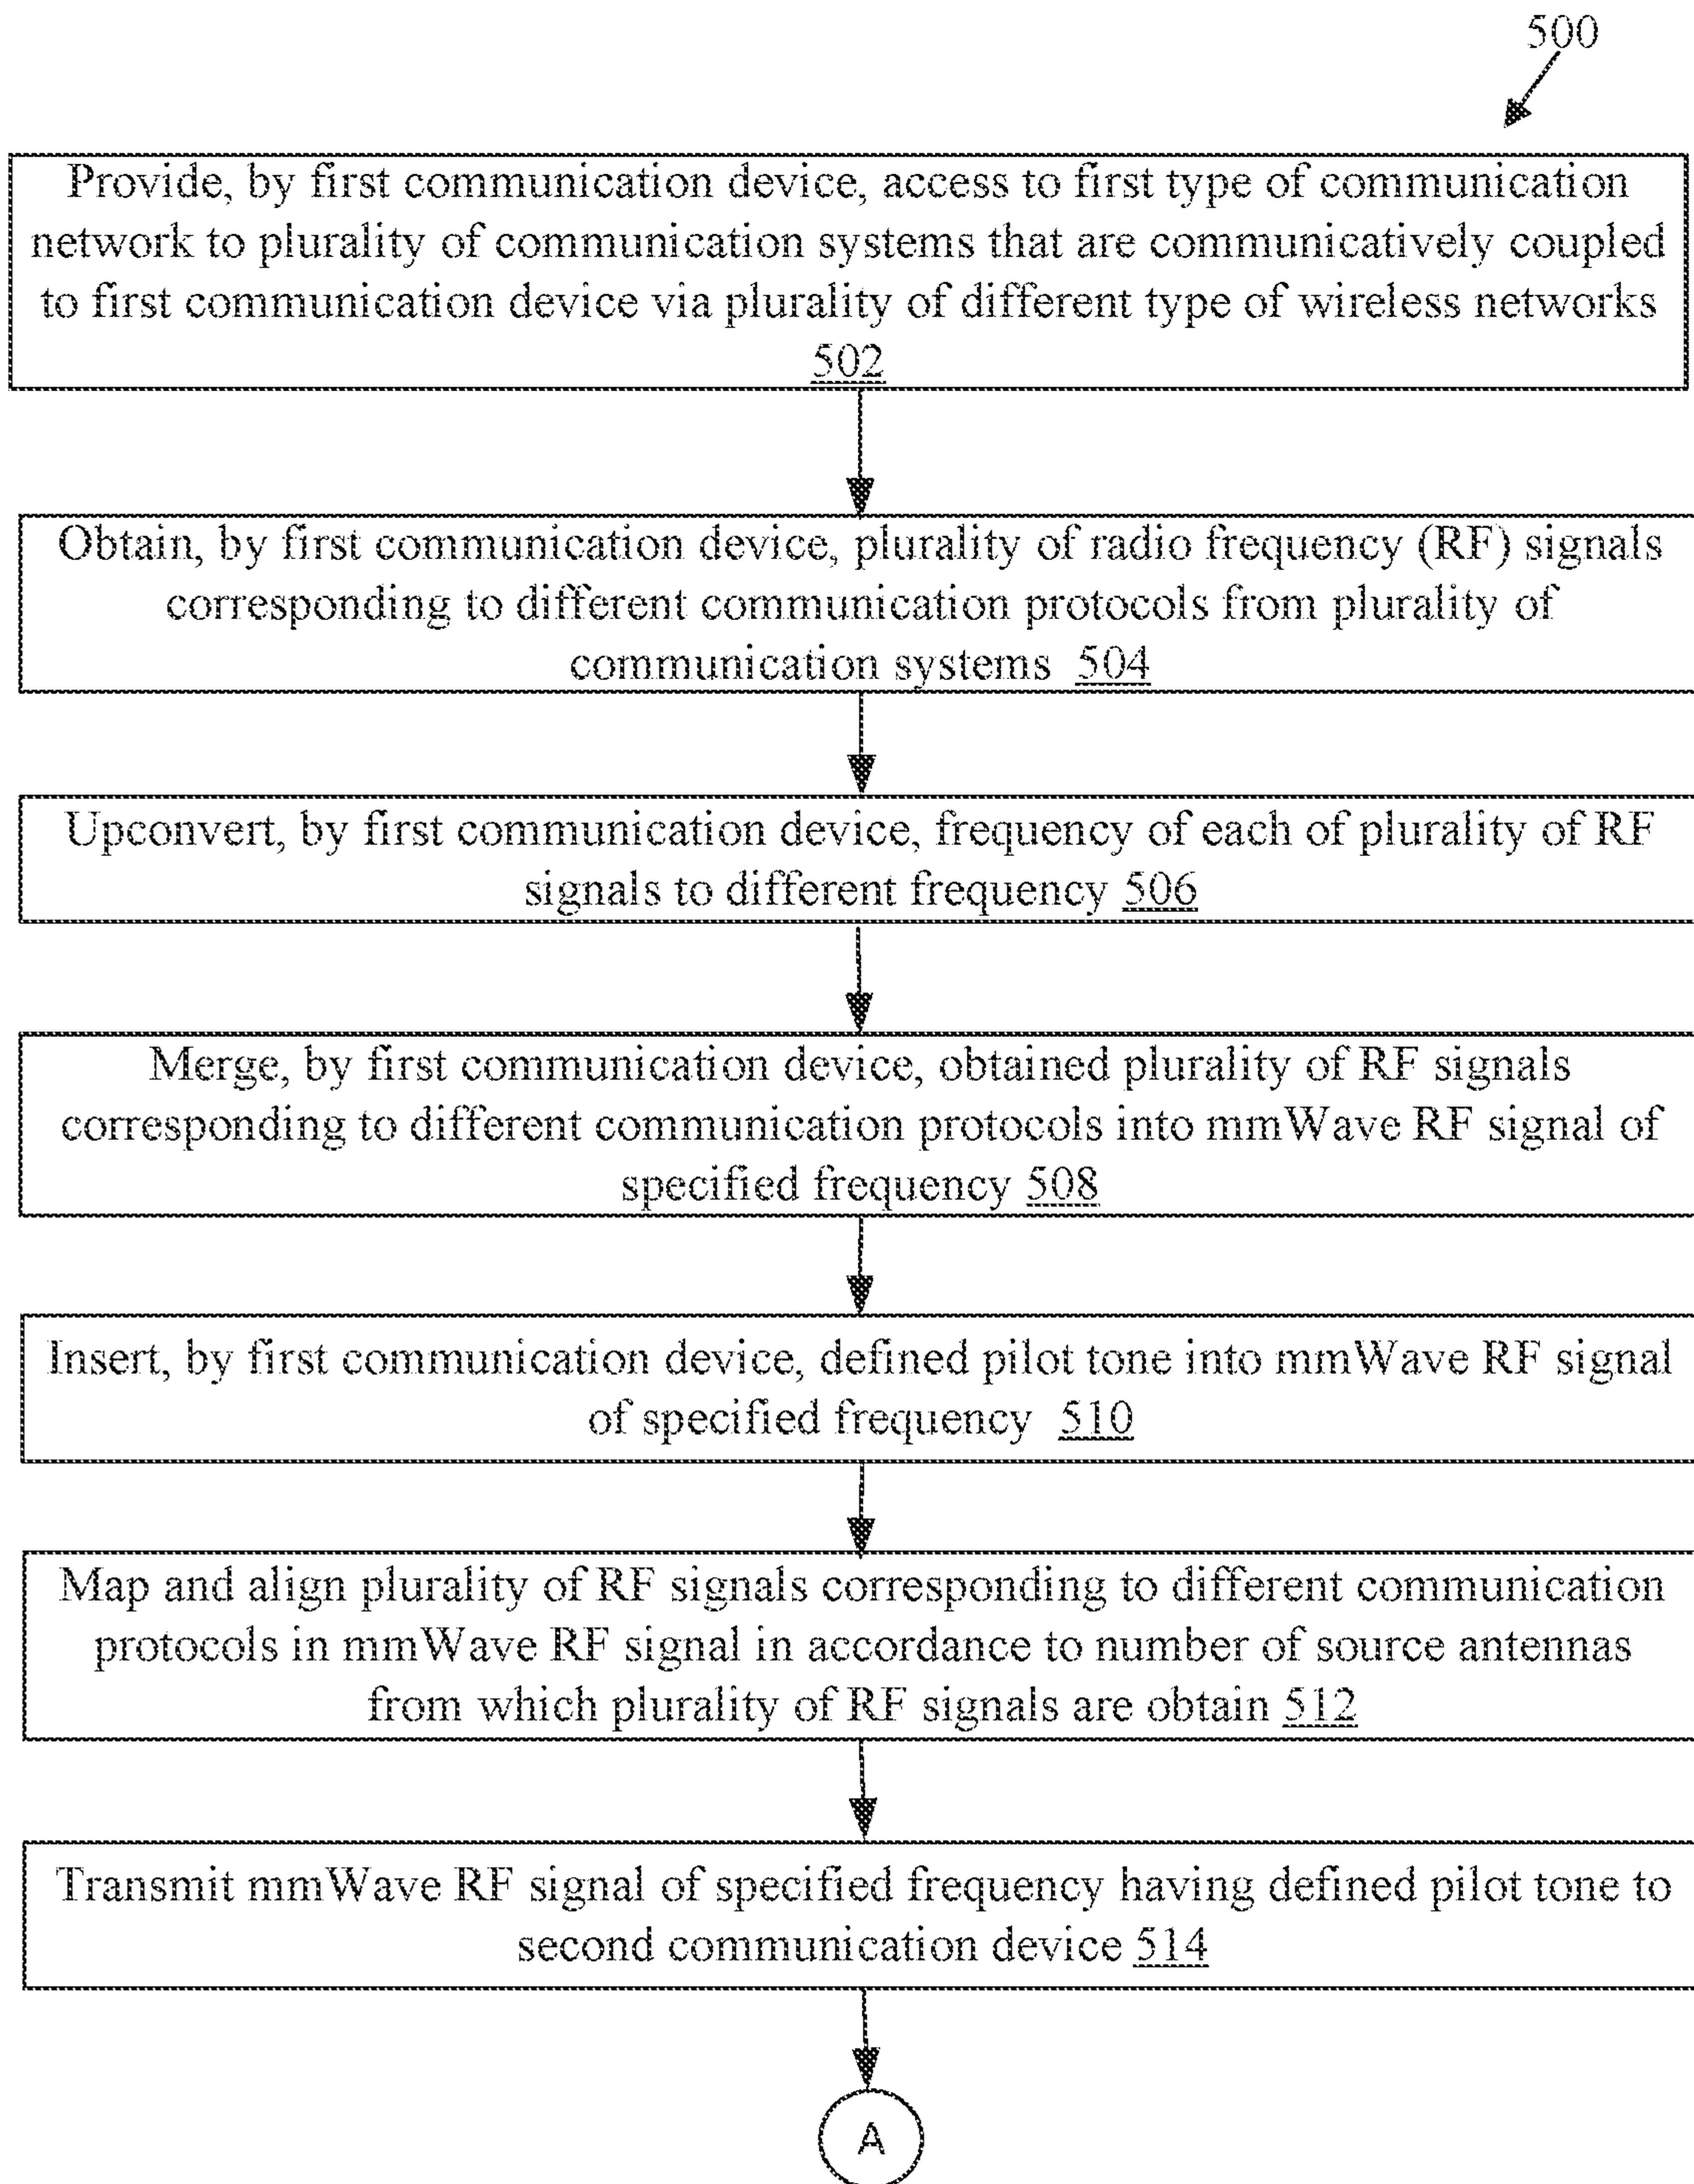 500
Provide, by first communication device, access to first type of communication
network to plurality of communication systems that are communicatively coupled
to first communication device via plurality of different type of wireless networks
502
Obtain, by first communication device, plurality of radio frequency (RF) signals
corresponding to different communication protocols from plurality of
communication systems 504
Upconvert, by first communication device, frequency of each of plurality of RF
signals to different frequency 506
Merge, by first communication device, obtained plurality of RF signals
corresponding to different communication protocols into mmWave RF signal of
specified frequency 508
Insert, by first communication device, defined pilot tone into mmWave RF signal
of specified frequency 510
Map and align plurality of RF signals corresponding to different communication
protocols in mmWave RF signal in accordance to number of source antennas
from which plurality of RF signals are obtain 512
Transmit mmWave RF signal of specified frequency having defined pilot tone to
second communication device 514
A